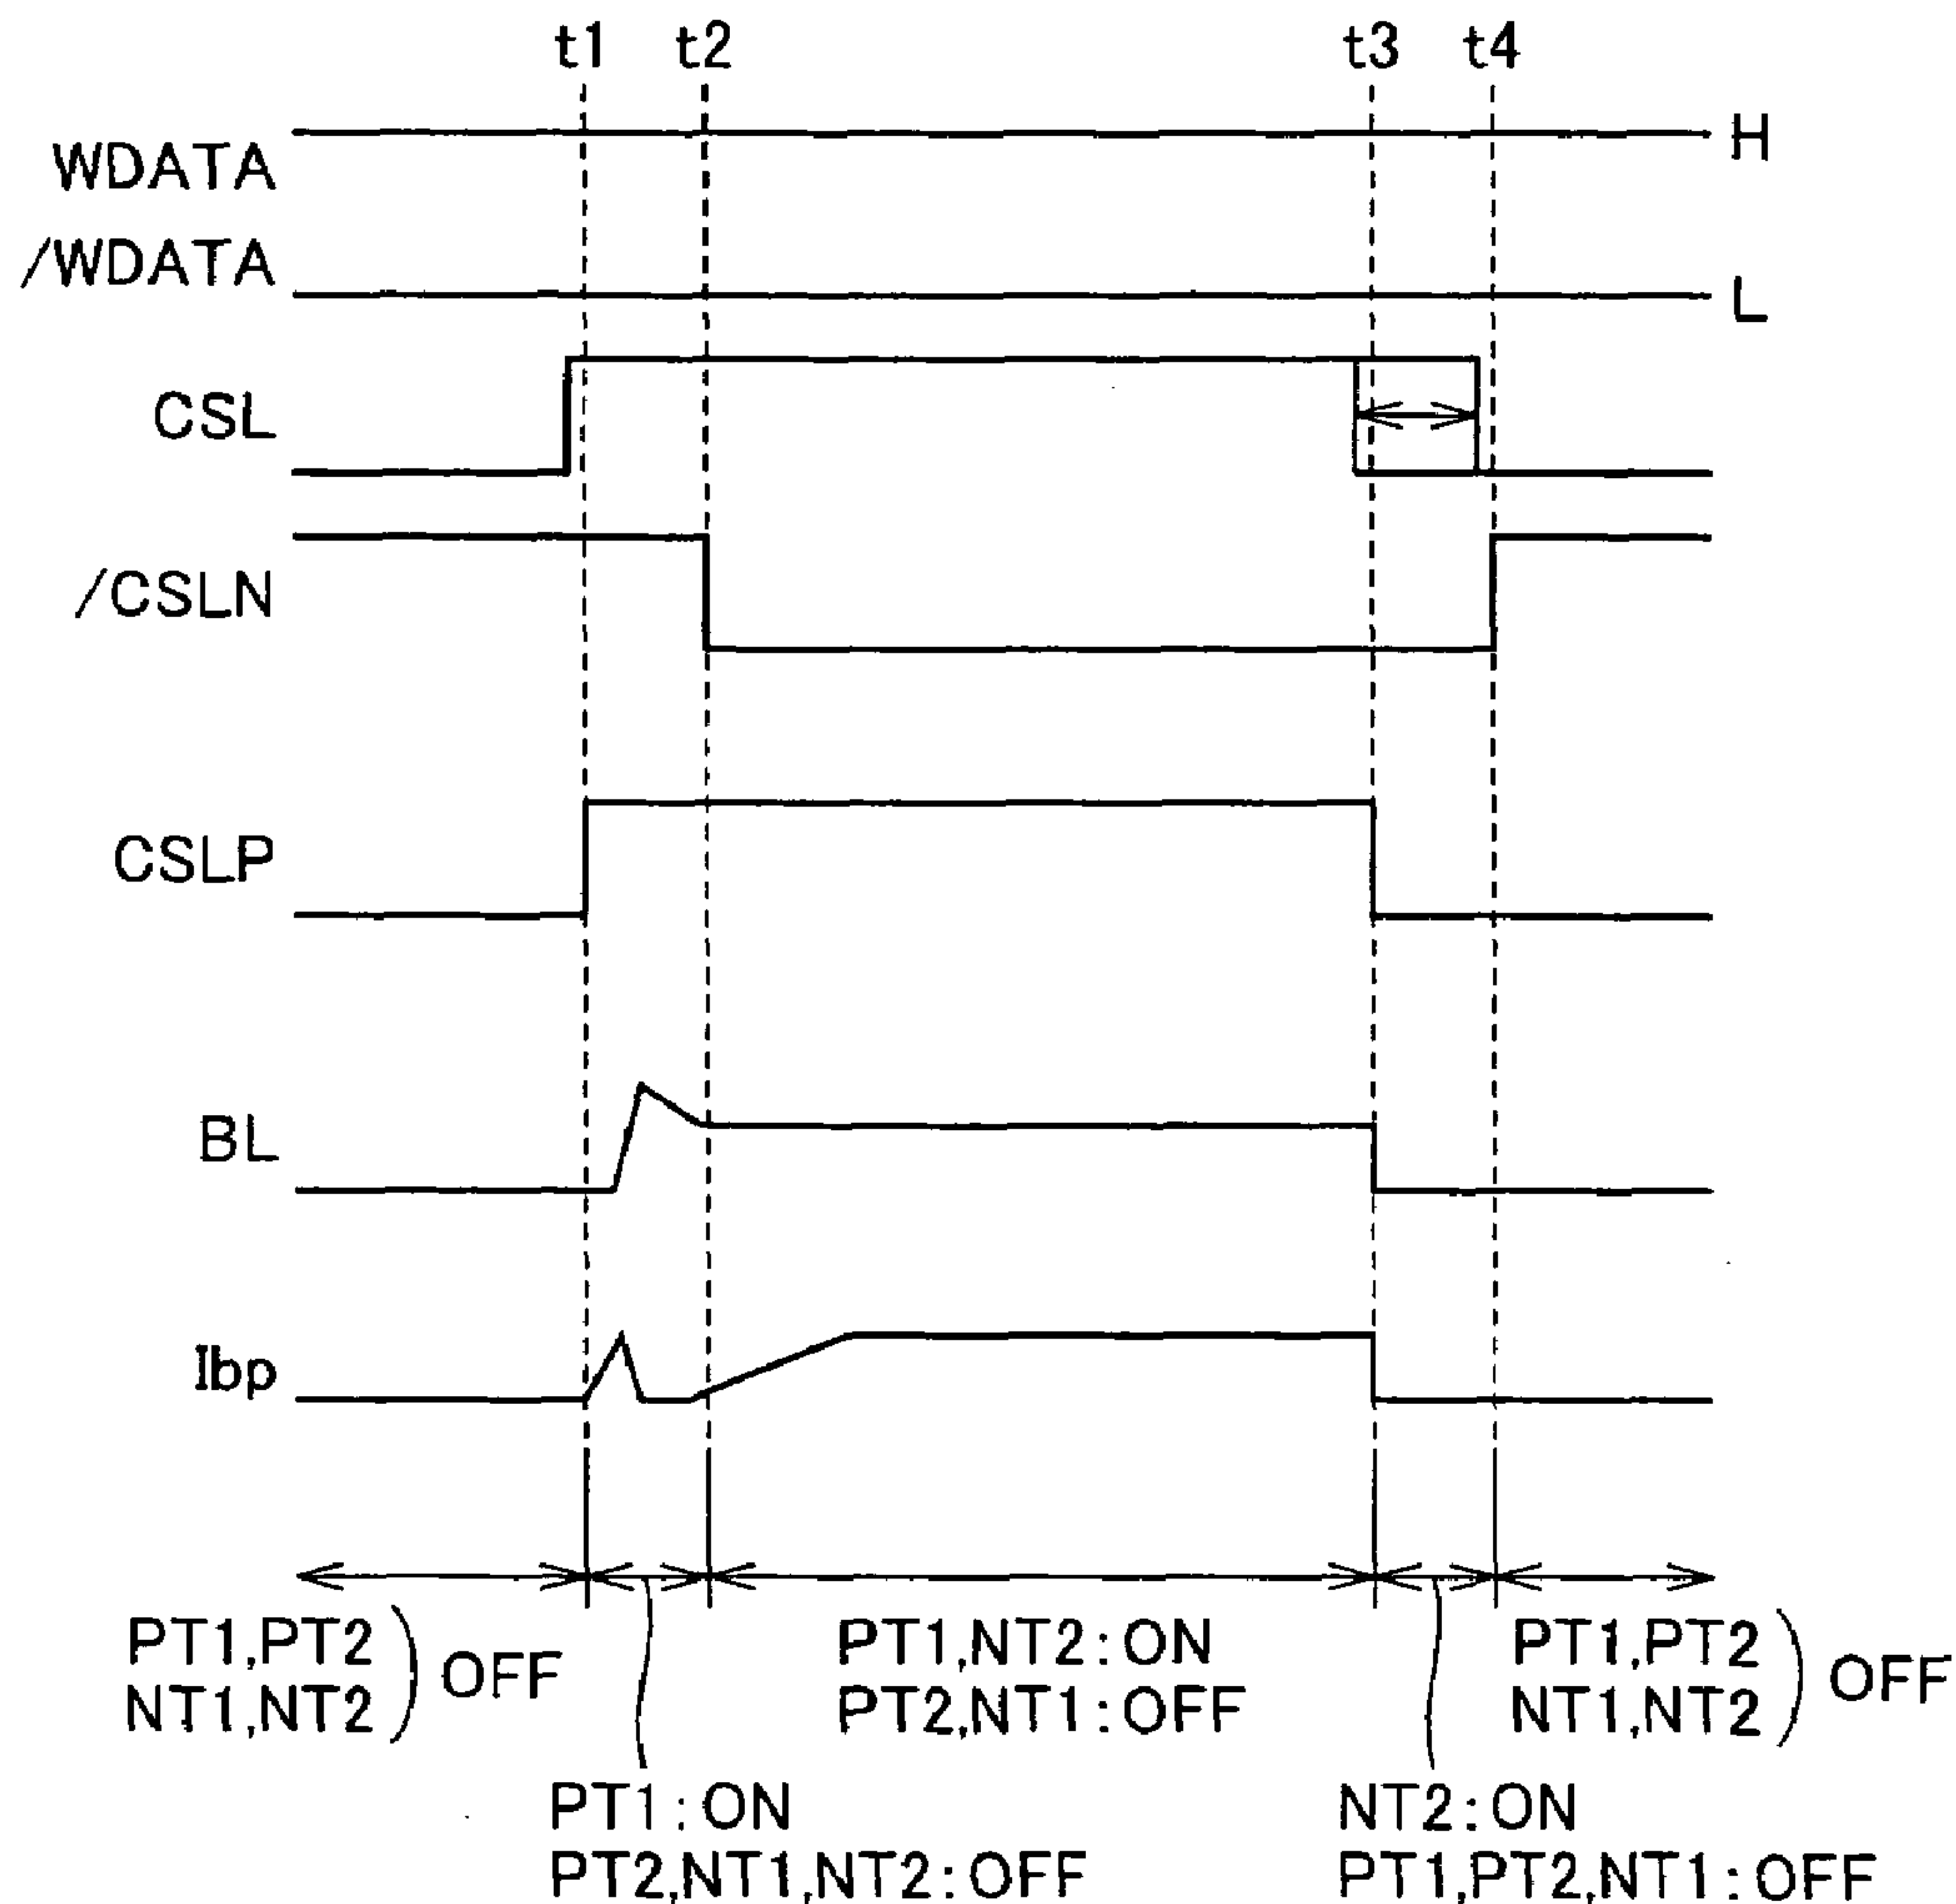 t1 t2 t3 t4
WDATA H
/WDATA L
CSL
/CSLN
CSLP
BL
Ibp
PT1,PT2
NT1,NT2 ) OFF
PT1:ON
PT2,NT1,NT2:OFF
PT1,NT2:ON
PT2,NT1:OFF
NT2:ON
PT1,PT2,NT1:OFF
PT1,PT2
NT1,NT2 ) OFF